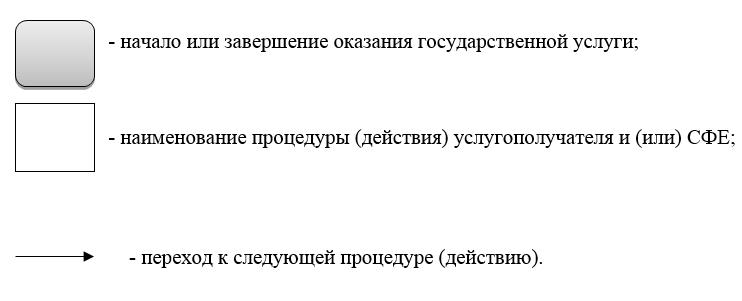 - начало или завершение оказания государственной услуги;
- наименование процедуры (действия) услугополучателя и (или) СФЕ;
- переход к следующей процедуре (действию).